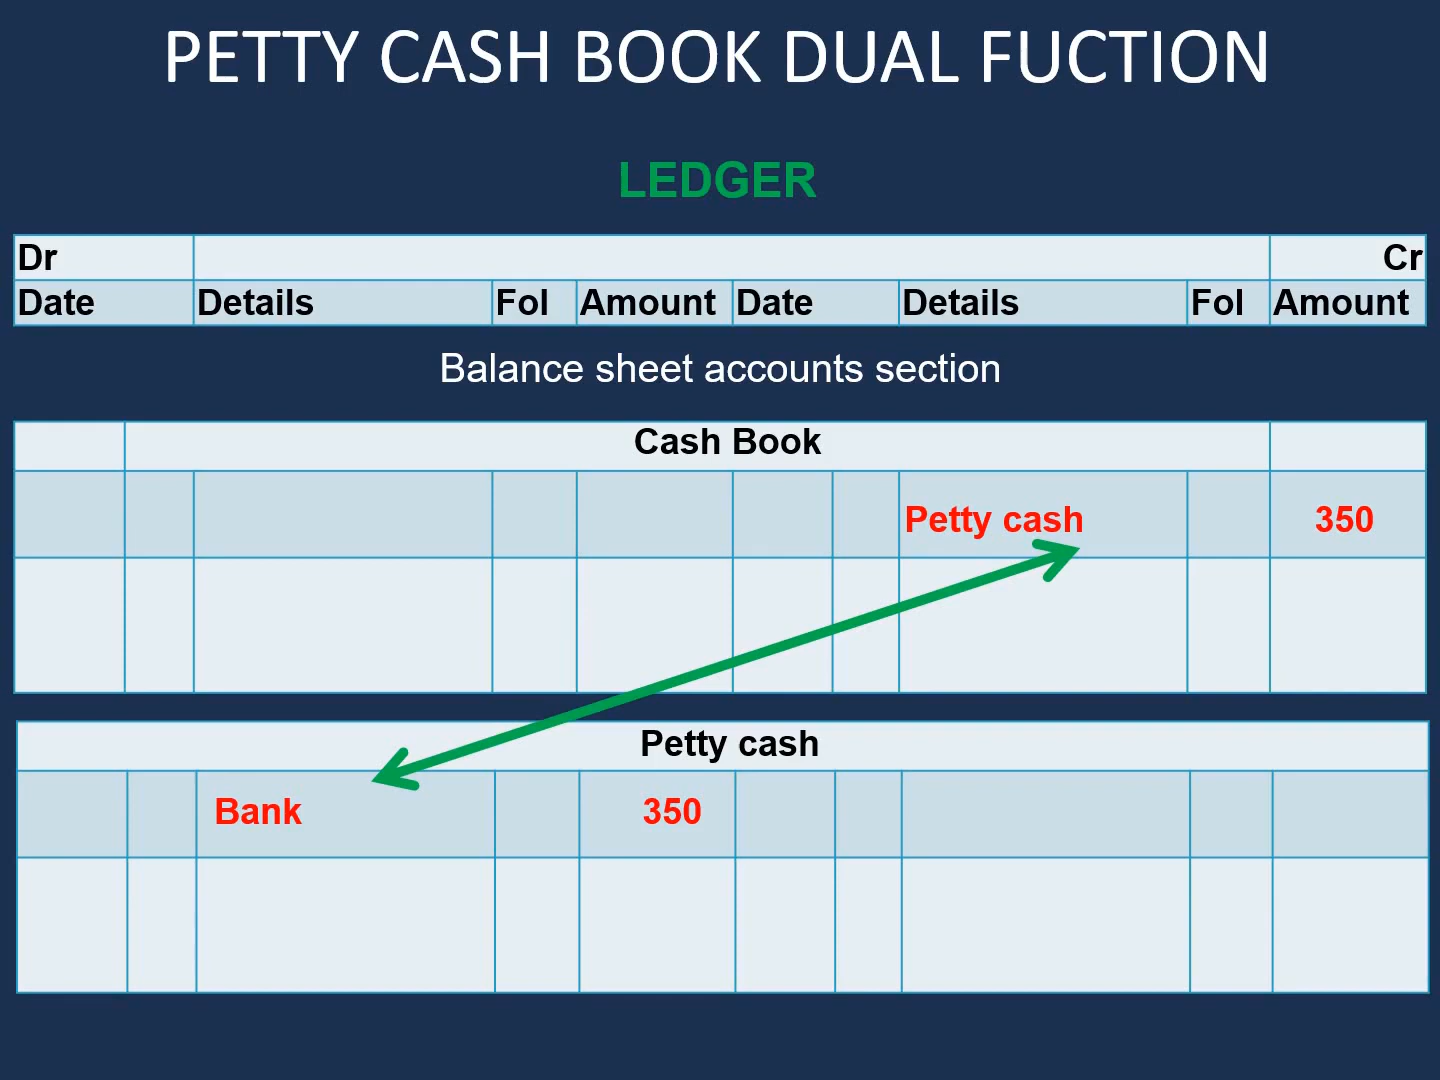 PETTY CASH BOOK DUAL FUCTION
LEDGER
Dr Cr
Date Details Fol Amount Date Details Fol Amount
Balance sheet accounts section
Cash Book
Petty cash 350
Petty cash
Bank 350